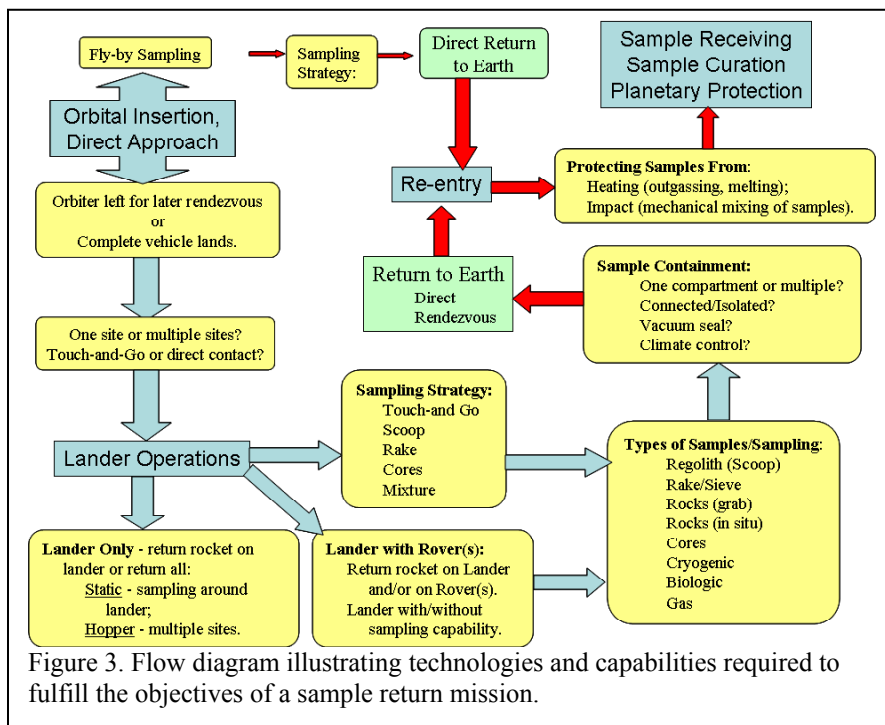 Fly-by Sampling
Sampling
Strategy:
Direct Return
to Earth
Sample Receiving
Sample Curation
Planetary Protection
Orbital Insertion,
Direct Approach
Re-entry
Protecting Samples From:
Heating (outgassing, melting);
Impact (mechanical mixing of samples).
Orbiter left for later rendezvous
or
Complete vehicle lands.
Return to Earth
Direct
Rendezvous
Sample Containment:
One compartment or multiple?
Connected/Isolated?
Vacuum seal?
Climate control?
One site or multiple sites?
Touch-and-Go or direct contact?
Sampling Strategy:
Touch-and Go
Scoop
Rake
Cores
Mixture
Lander Operations
Types of Samples/Sampling:
Regolith (Scoop)
Rake/Sieve
Rocks (grab)
Rocks (in situ)
Cores
Cryogenic
Biologic
Gas
Lander Only - return rocket on
lander or return all:
Static - sampling around
lander;
Hopper - multiple sites.
Lander with Rover(s):
Return rocket on Lander
and/or on Rover(s).
Lander with/without
sampling capability.
Figure 3. Flow diagram illustrating technologies and capabilities required to
fulfill the objectives of a sample return mission.